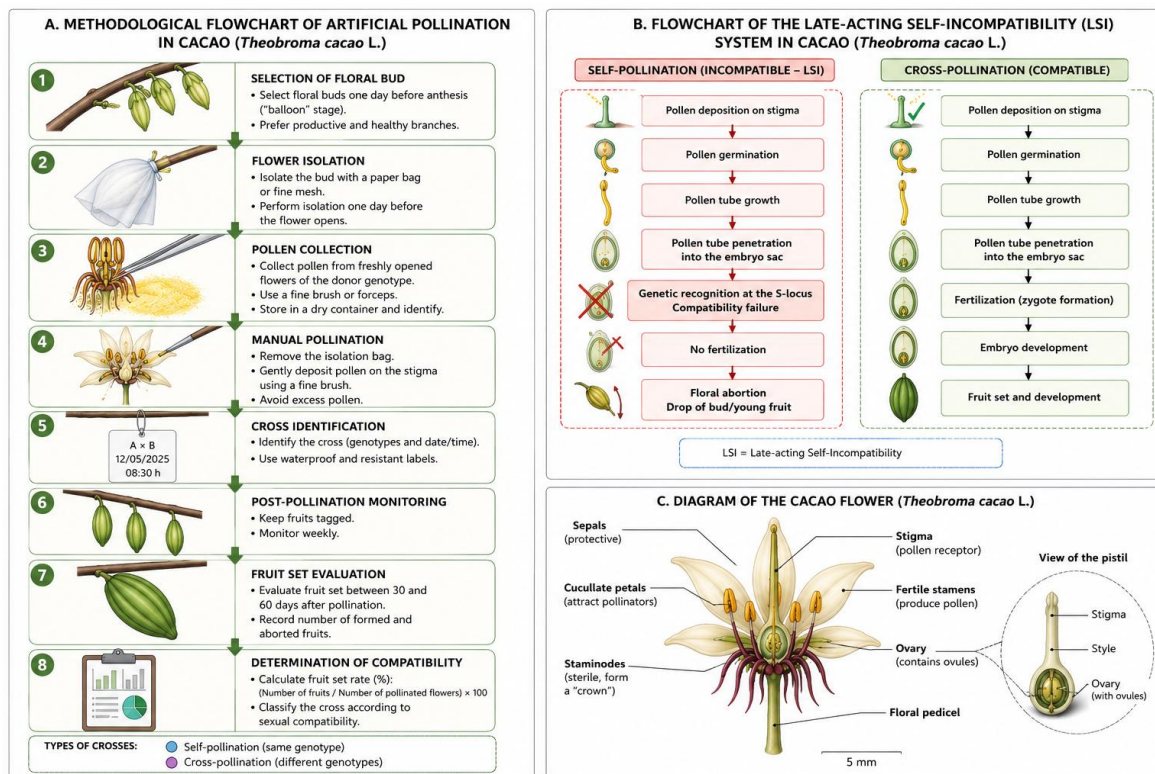 A. METHODOLOGICAL FLOWCHART OF ARTIFICIAL POLLINATION
IN CACAO (Theobroma cacao L.)
1
SELECTION OF FLORAL BUD
• Select floral buds one day before anthesis
("balloon" stage).
• Prefer productive and healthy branches.
2
FLOWER ISOLATION
• Isolate the bud with a paper bag
or fine mesh.
• Perform isolation one day before
the flower opens.
3
POLLEN COLLECTION
• Collect pollen from freshly opened
flowers of the donor genotype.
• Use a fine brush or forceps.
• Store in a dry container and identify.
4
MANUAL POLLINATION
• Remove the isolation bag.
• Gently deposit pollen on the stigma
using a fine brush.
• Avoid excess pollen.
5
A × B
12/05/2025
08:30 h
CROSS IDENTIFICATION
• Identify the cross (genotypes and date/time).
• Use waterproof and resistant labels.
6
POST-POLLINATION MONITORING
• Keep fruits tagged.
• Monitor weekly.
7
FRUIT SET EVALUATION
• Evaluate fruit set between 30 and
60 days after pollination.
• Record number of formed and
aborted fruits.
8
DETERMINATION OF COMPATIBILITY
• Calculate fruit set rate (%):
(Number of fruits / Number of pollinated flowers) × 100
• Classify the cross according to
sexual compatibility.
TYPES OF CROSSES:
Self-pollination (same genotype)
Cross-pollination (different genotypes)
B. FLOWCHART OF THE LATE-ACTING SELF-INCOMPATIBILITY (LSI)
SYSTEM IN CACAO (Theobroma cacao L.)
SELF-POLLINATION (INCOMPATIBLE – LSI)
Pollen deposition on stigma
Pollen germination
Pollen tube growth
Pollen tube penetration
into the embryo sac
Genetic recognition at the S-locus
Compatibility failure
No fertilization
Floral abortion
Drop of bud/young fruit
CROSS-POLLINATION (COMPATIBLE)
Pollen deposition on stigma
Pollen germination
Pollen tube growth
Pollen tube penetration
into the embryo sac
Fertilization (zygote formation)
Embryo development
Fruit set and development
LSI = Late-acting Self-Incompatibility
C. DIAGRAM OF THE CACAO FLOWER (Theobroma cacao L.)
Sepals
(protective)
Cucullate petals
(attract pollinators)
Staminodes
(sterile, form
a "crown")
Stigma
(pollen receptor)
Fertile stamens
(produce pollen)
Ovary
(contains ovules)
Floral pedicel
5 mm
View of the pistil
Stigma
Style
Ovary
(with ovules)